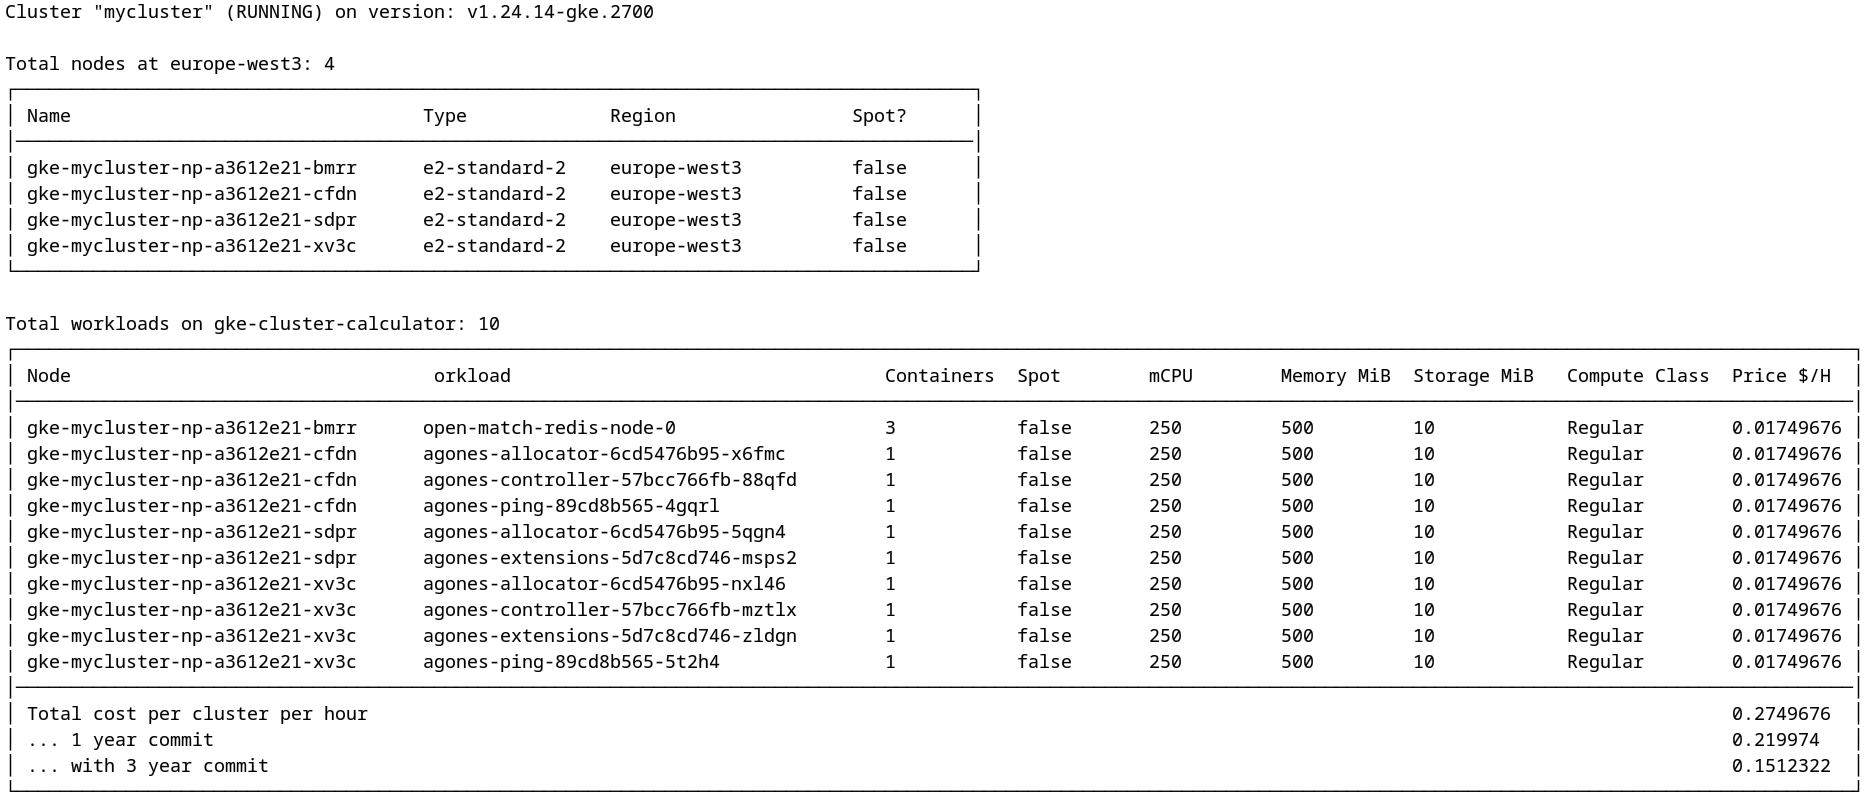 Cluster "mycluster" (RUNNING) on version: v1.24.14-gke.2700
Total nodes at europe-west3: 4
Name Type Region Spot?
gke-mycluster-np-a3612e21-bmrr e2-standard-2 europe-west3 false
gke-mycluster-np-a3612e21-cfdn e2-standard-2 europe-west3 false
gke-mycluster-np-a3612e21-sdpr e2-standard-2 europe-west3 false
gke-mycluster-np-a3612e21-xv3c e2-standard-2 europe-west3 false
Total workloads on gke-cluster-calculator: 10
Node orkload Containers Spot mCPU Memory MiB Storage MiB Compute Class Price $/H
gke-mycluster-np-a3612e21-bmrr open-match-redis-node-0 3 false 250 500 10 Regular 0.01749676
gke-mycluster-np-a3612e21-cfdn agones-allocator-6cd5476b95-x6fmc 1 false 250 500 10 Regular 0.01749676
gke-mycluster-np-a3612e21-cfdn agones-controller-57bcc766fb-88qfd 1 false 250 500 10 Regular 0.01749676
gke-mycluster-np-a3612e21-cfdn agones-ping-89cd8b565-4gqrl 1 false 250 500 10 Regular 0.01749676
gke-mycluster-np-a3612e21-sdpr agones-allocator-6cd5476b95-5qgn4 1 false 250 500 10 Regular 0.01749676
gke-mycluster-np-a3612e21-sdpr agones-extensions-5d7c8cd746-msps2 1 false 250 500 10 Regular 0.01749676
gke-mycluster-np-a3612e21-xv3c agones-allocator-6cd5476b95-nxl46 1 false 250 500 10 Regular 0.01749676
gke-mycluster-np-a3612e21-xv3c agones-controller-57bcc766fb-mztlx 1 false 250 500 10 Regular 0.01749676
gke-mycluster-np-a3612e21-xv3c agones-extensions-5d7c8cd746-zldgn 1 false 250 500 10 Regular 0.01749676
gke-mycluster-np-a3612e21-xv3c agones-ping-89cd8b565-5t2h4 1 false 250 500 10 Regular 0.01749676
Total cost per cluster per hour 0.2749676
... 1 year commit 0.219974
... with 3 year commit 0.1512322